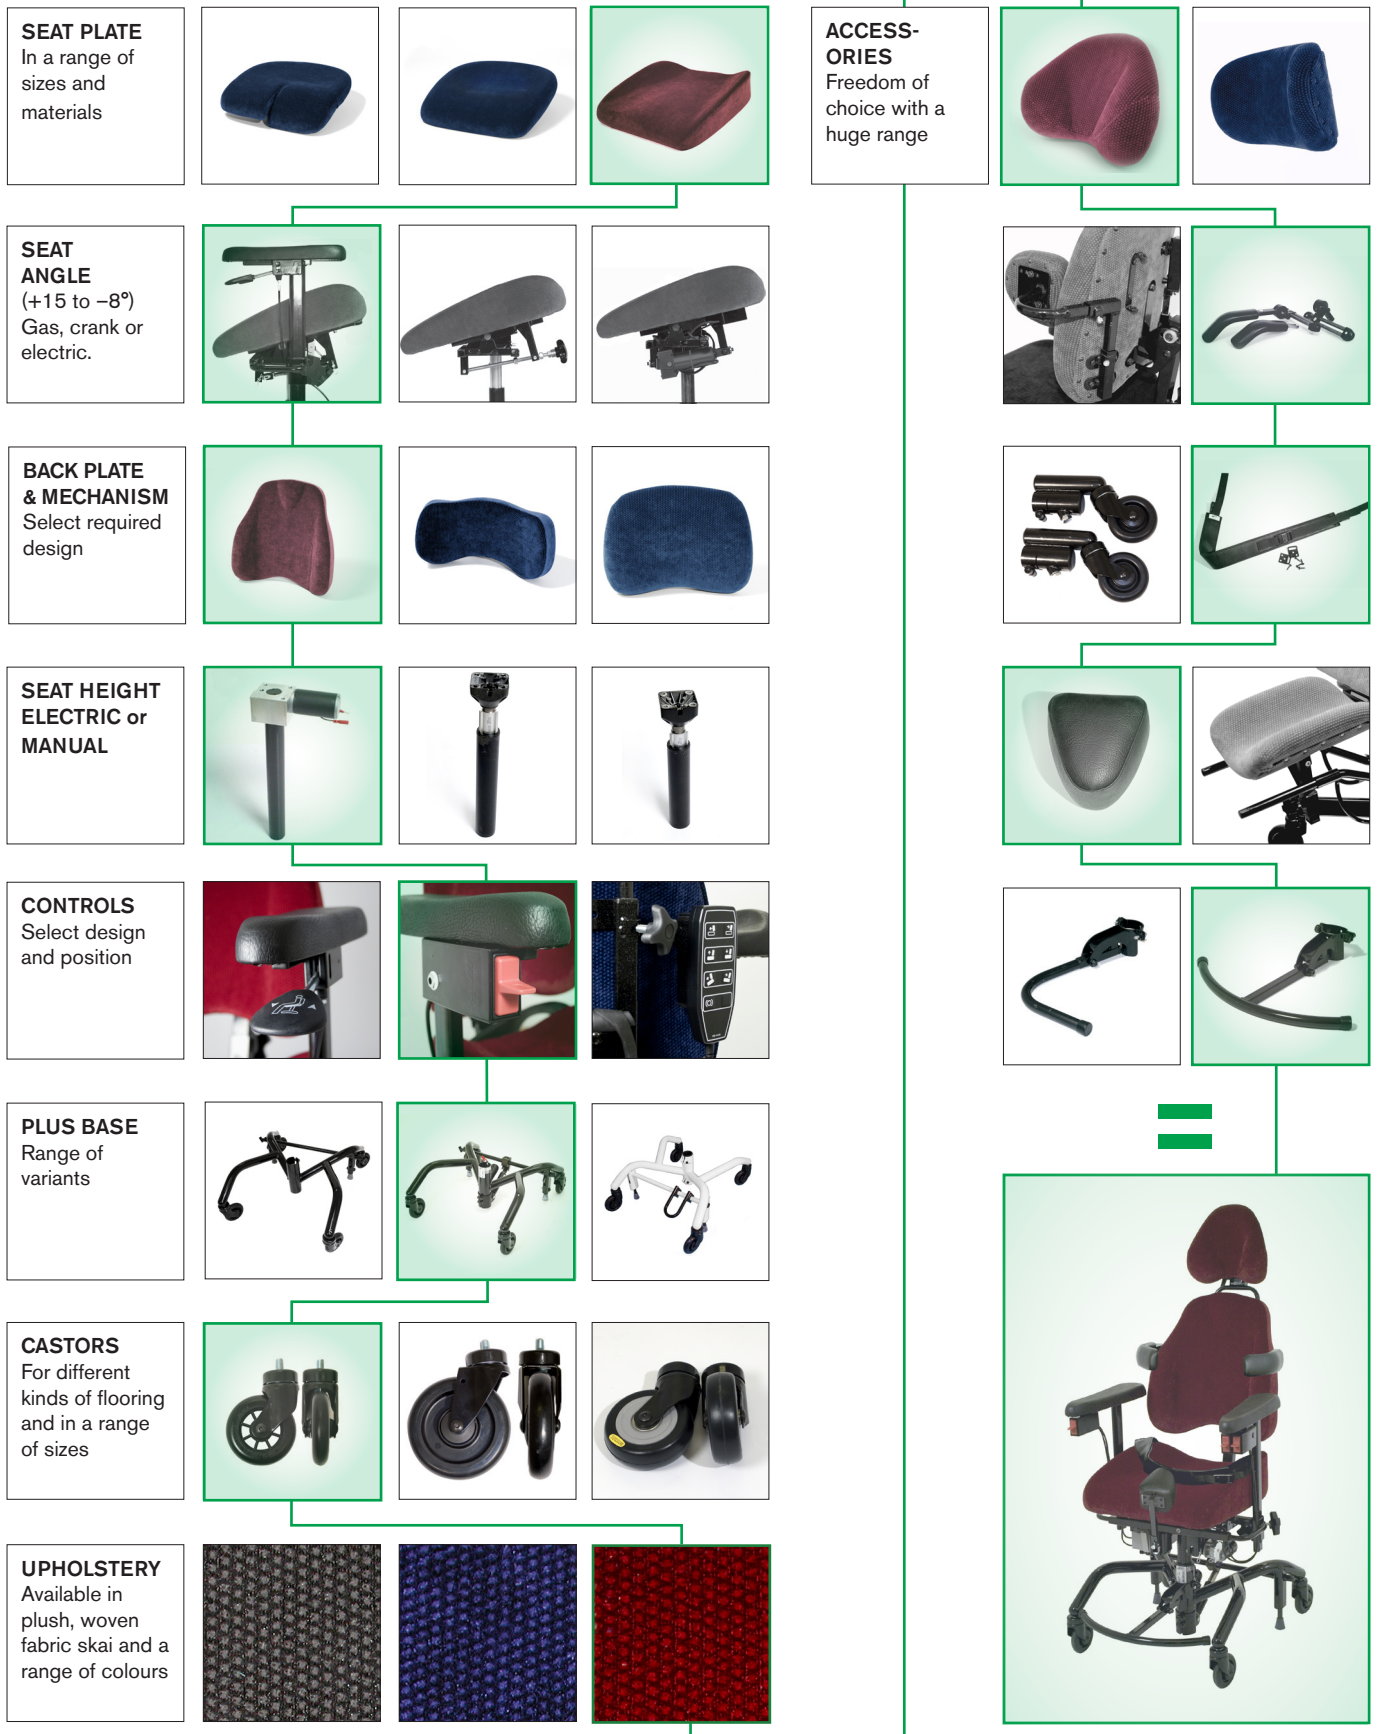 SEAT PLATE
In a range of
sizes and
materials
SEAT
ANGLE
(+15 to –8°)
Gas, crank or
electric.
BACK PLATE
& MECHANISM
Select required
design
SEAT HEIGHT
ELECTRIC or
MANUAL
CONTROLS
Select design
and position
PLUS BASE
Range of
variants
CASTORS
For different
kinds of flooring
and in a range
of sizes
UPHOLSTERY
Available in
plush, woven
fabric skai and a
range of colours
ACCESS-
ORIES
Freedom of
choice with a
huge range